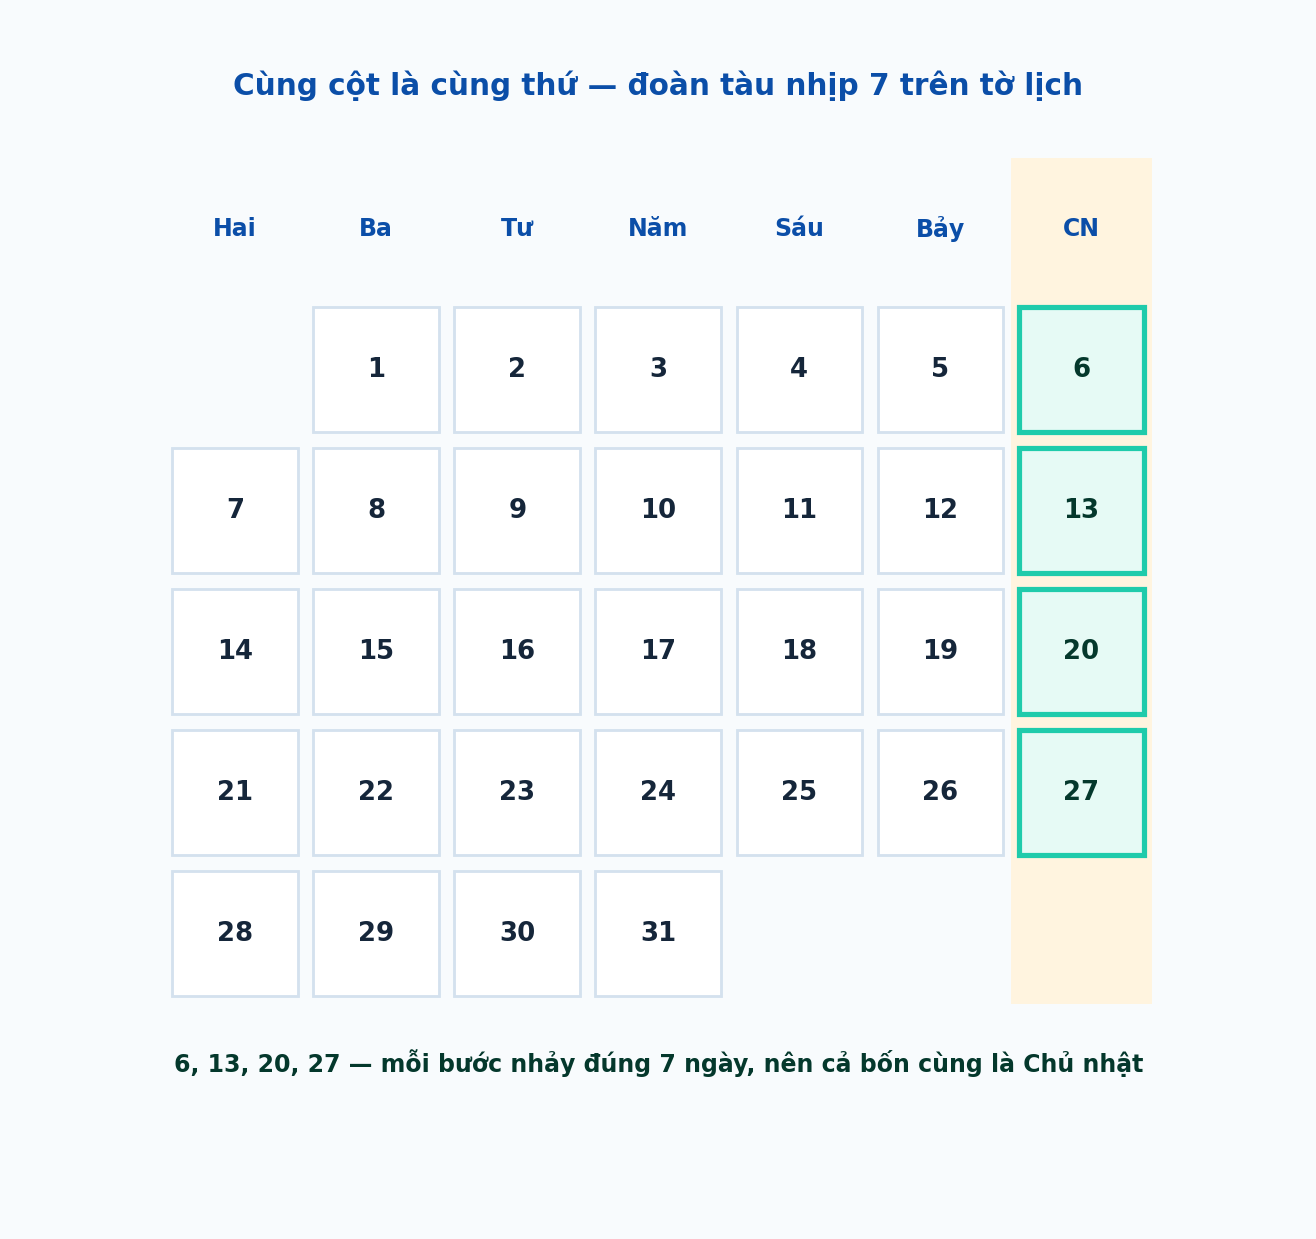 Cùng cột là cùng thứ — đoàn tàu nhịp 7 trên tờ lịch
Hai Ba Tư Năm Sáu Bảy CN
1 2 3 4 5 6
7 8 9 10 11 12 13
14 15 16 17 18 19 20
21 22 23 24 25 26 27
28 29 30 31
6, 13, 20, 27 — mỗi bước nhảy đúng 7 ngày, nên cả bốn cùng là Chủ nhật